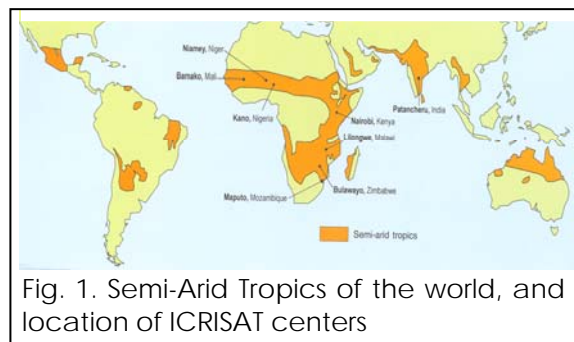 Niamey, Niger
Bamako, Mali
Kano, Nigeria
Patancheru, India
Nairobi, Kenya
Lilongwe, Malawi
Maputo, Mozambique
Bulawayo, Zimbabwe
Semi-arid tropics
Fig. 1. Semi-Arid Tropics of the world, and
location of ICRISAT centers